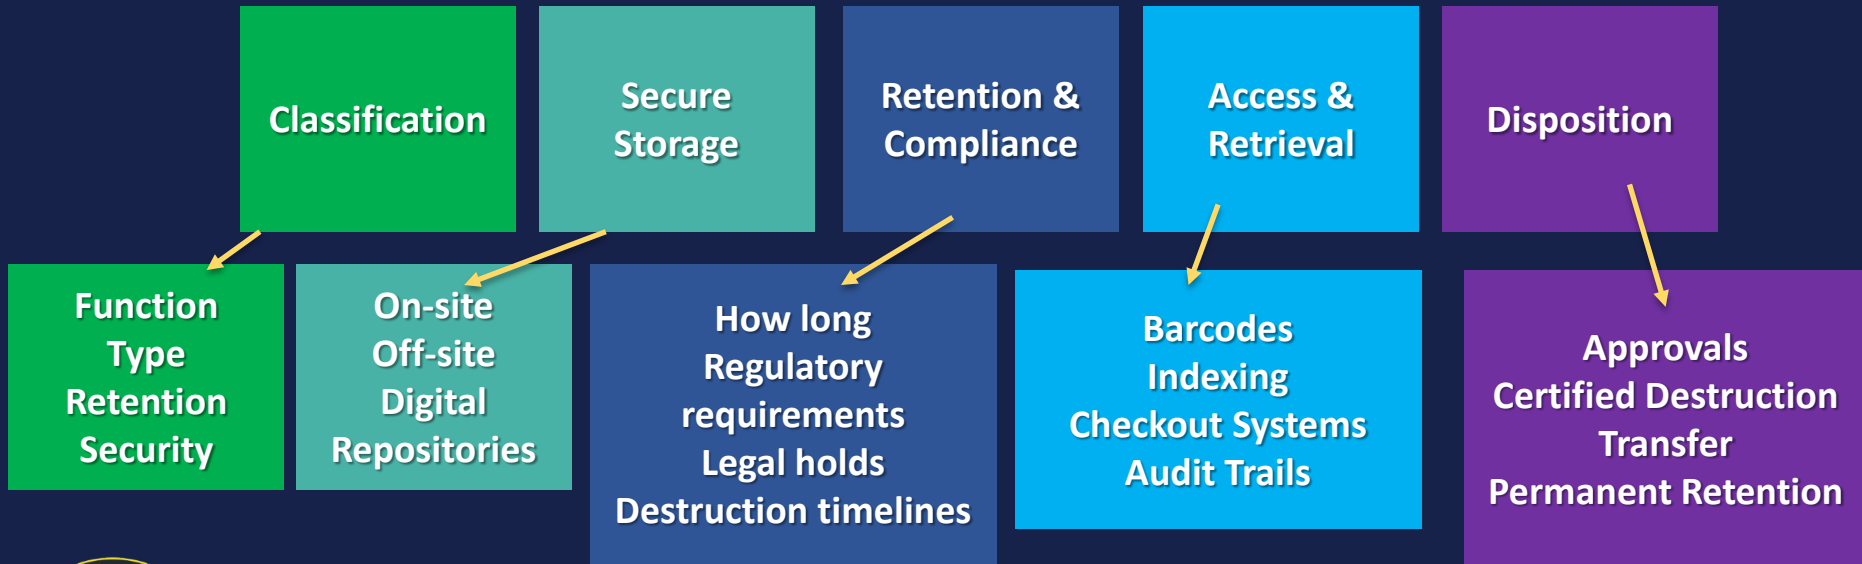 Classification
Secure
Storage
Retention &
Compliance
Access &
Retrieval
Disposition
Function
Type
Retention
Security
On-site
Off-site
Digital
Repositories
How long
Regulatory
requirements
Legal holds
Destruction timelines
Barcodes
Indexing
Checkout Systems
Audit Trails
Approvals
Certified Destruction
Transfer
Permanent Retention